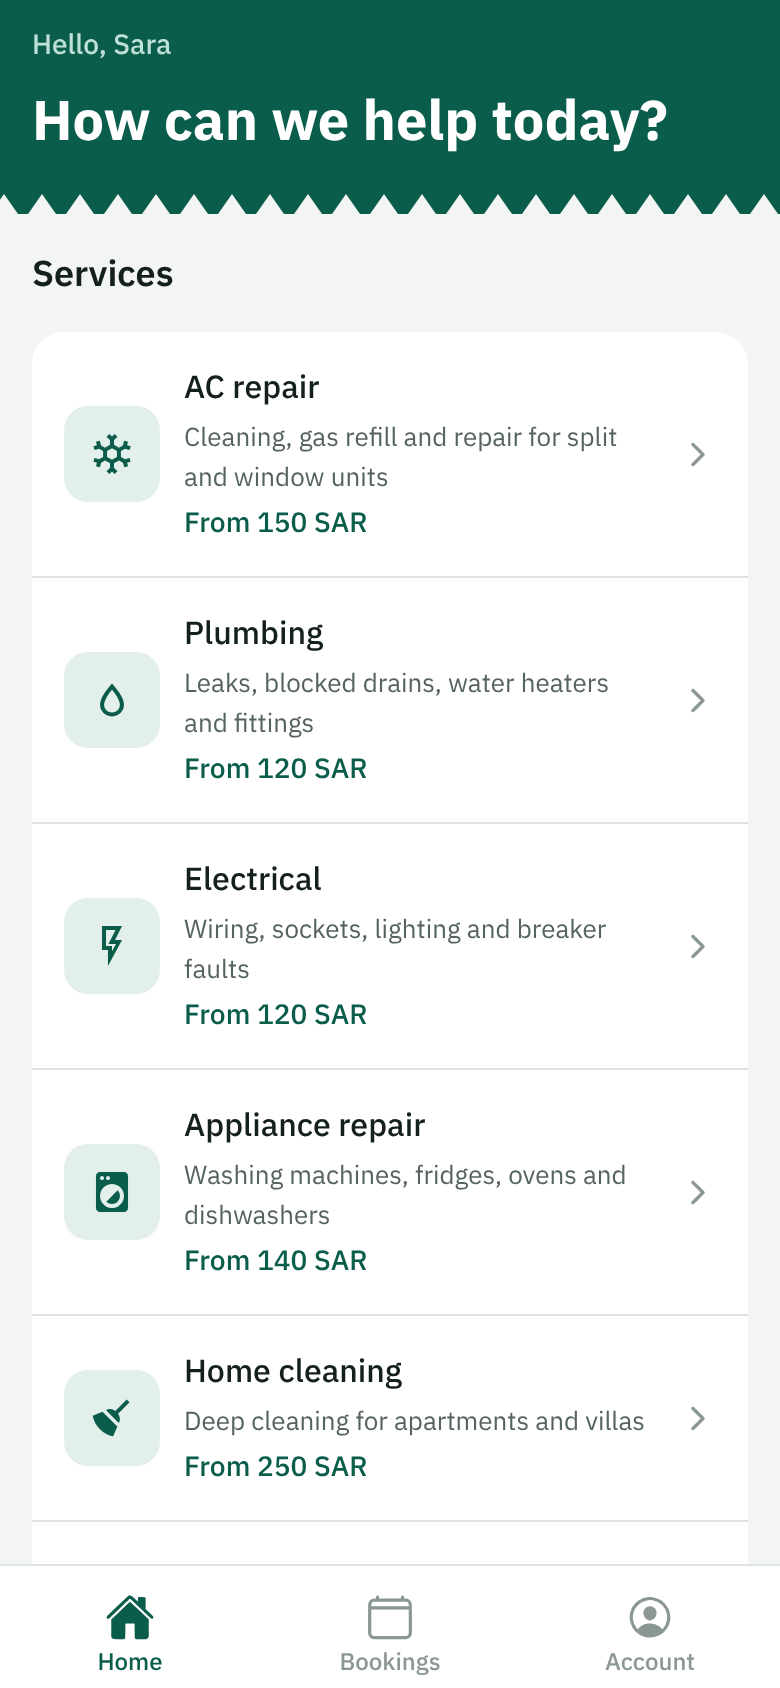 Hello, Sara
How can we help today?
Services
AC repair
Cleaning, gas refill and repair for split
and window units
From 150 SAR
Plumbing
Leaks, blocked drains, water heaters
and fittings
From 120 SAR
Electrical
Wiring, sockets, lighting and breaker
faults
From 120 SAR
Appliance repair
Washing machines, fridges, ovens and
dishwashers
From 140 SAR
Home cleaning
Deep cleaning for apartments and villas
From 250 SAR
Home
Bookings
Account